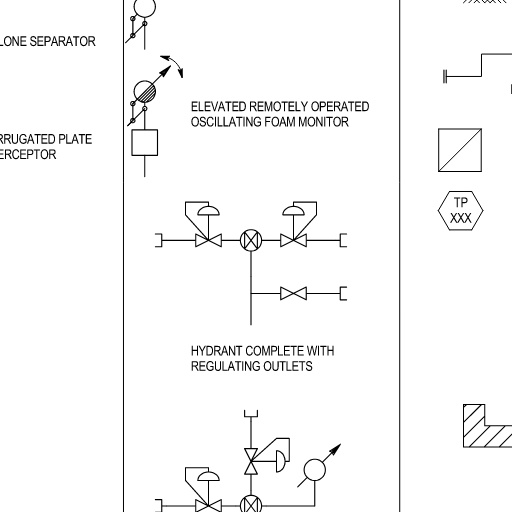 LONE SEPARATOR
ELEVATED REMOTELY OPERATED
OSCILLATING FOAM MONITOR
RRUGATED PLATE
ERCEPTOR
TP
XXX
HYDRANT COMPLETE WITH
REGULATING OUTLETS